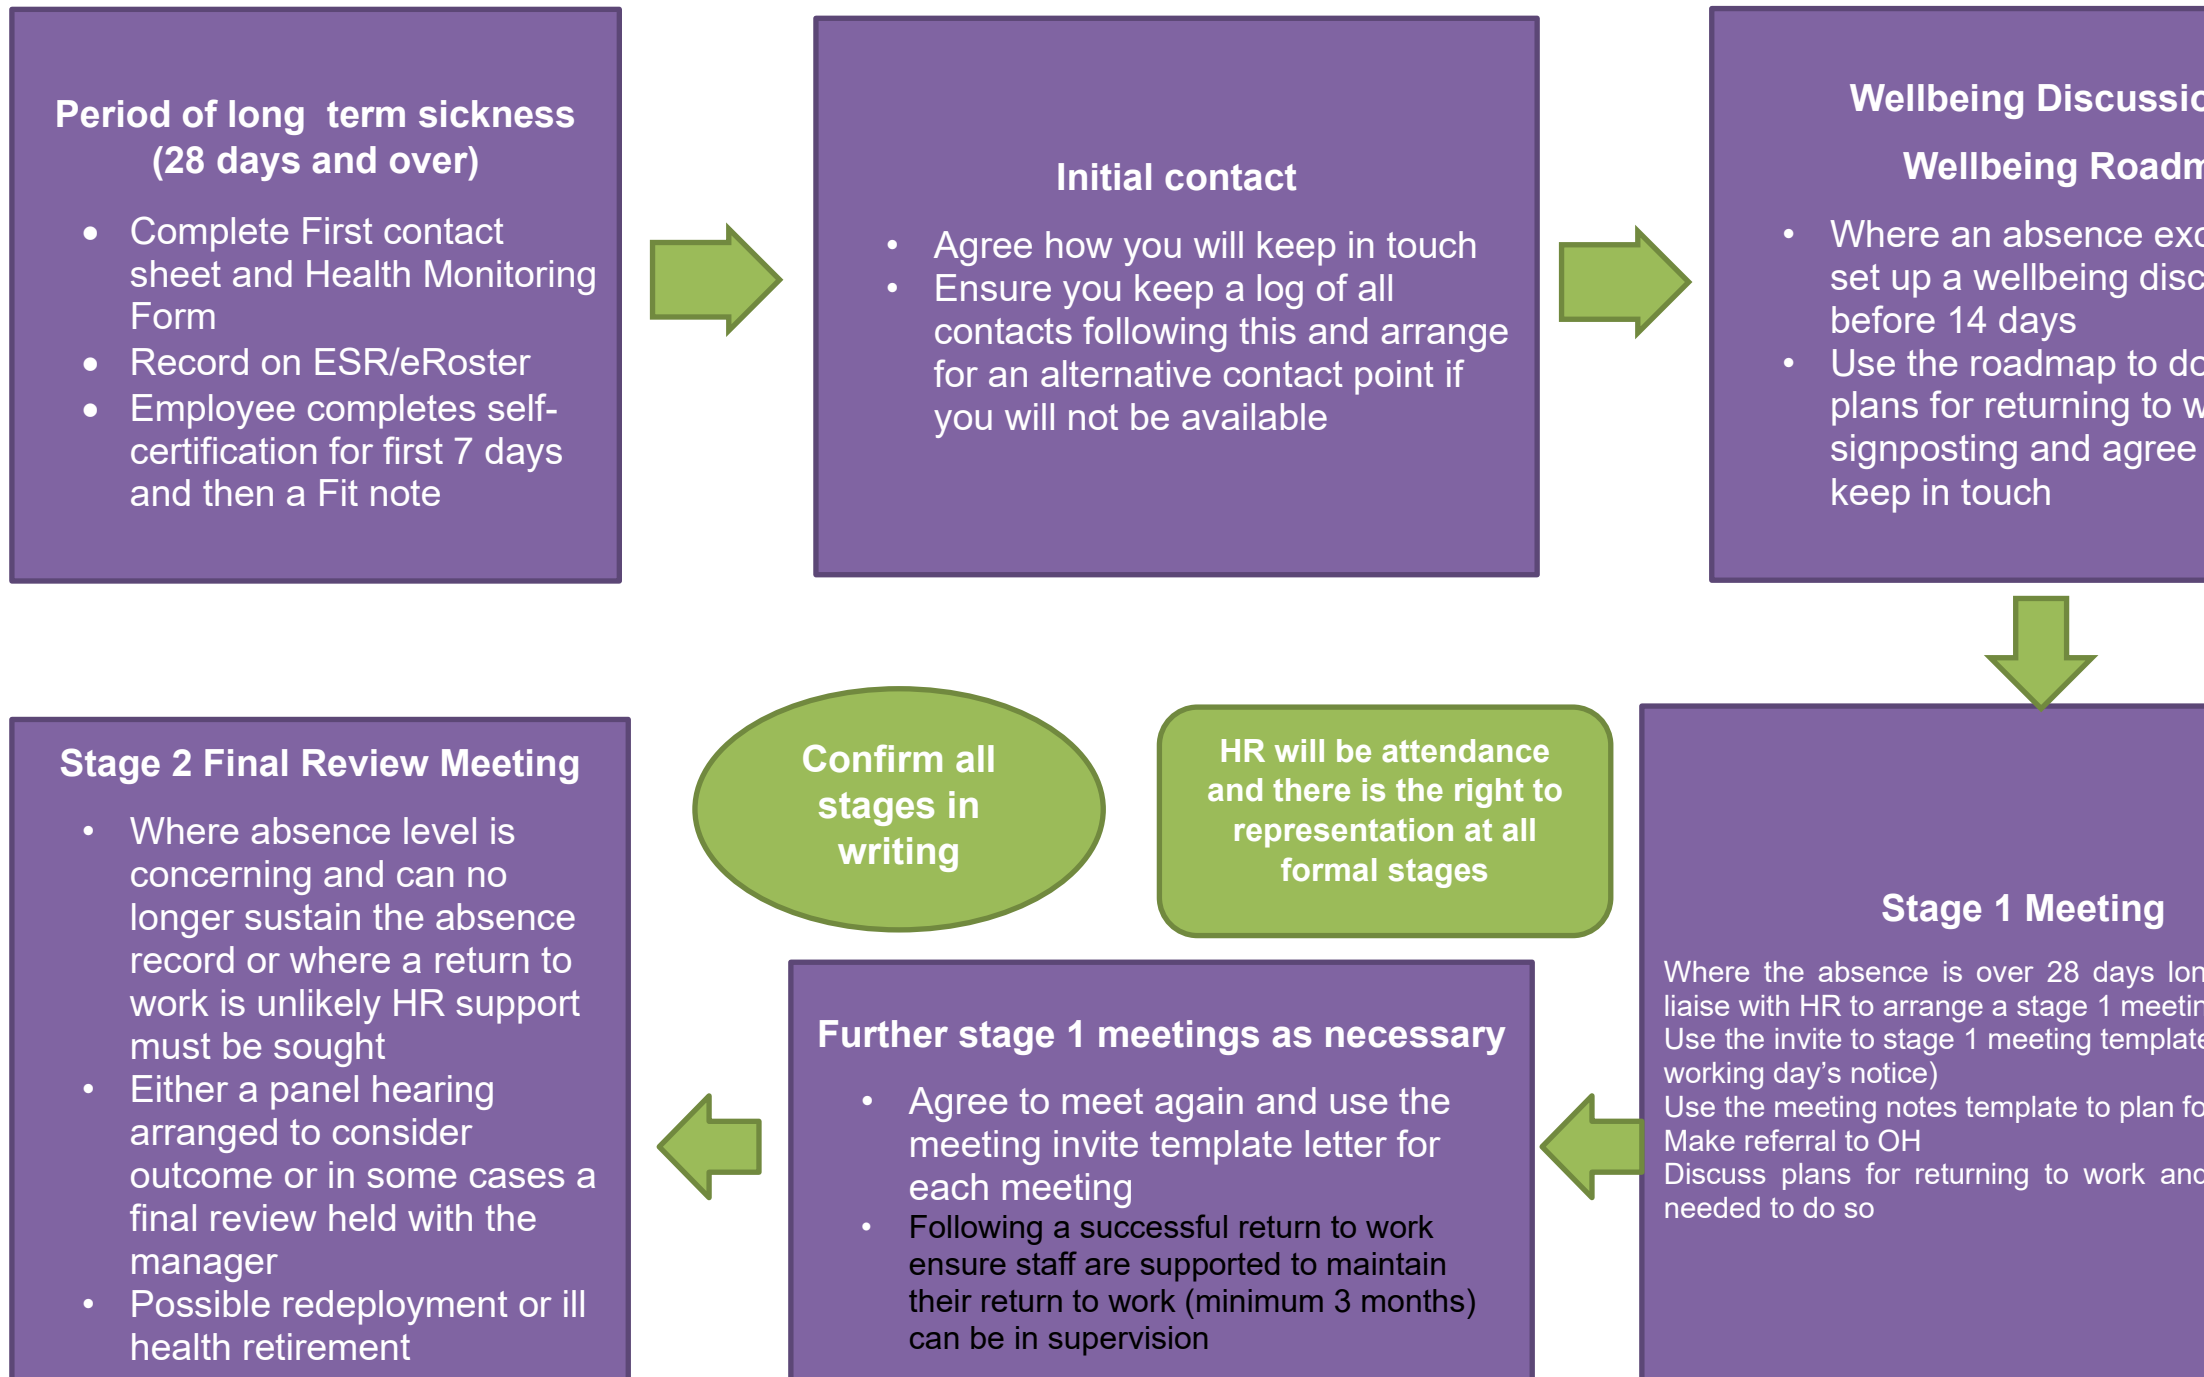 Period of long term sickness
(28 days and over)
• Complete First contact
sheet and Health Monitoring
Form
• Record on ESR/eRoster
• Employee completes self-
certification for first 7 days
and then a Fit note
Initial contact
• Agree how you will keep in touch
• Ensure you keep a log of all
contacts following this and arrange
for an alternative contact point if
you will not be available
Wellbeing
Wellbeing
• Where an absence
set up a wellbeing
before 14 days
• Use the roadmap to
plans for returning to
signposting and agree
keep in touch
Stage 1 Meeting
Where the absence is over 28 days
liaise with HR to arrange a stage 1
Use the invite to stage 1 meeting template
working day's notice)
Use the meeting notes template to plan
Make referral to OH
Discuss plans for returning to work and
needed to do so
HR will be attendance
and there is the right to
representation at all
formal stages
Confirm all
stages in
writing
Further stage 1 meetings as necessary
• Agree to meet again and use the
meeting invite template letter for
each meeting
• Following a successful return to work
ensure staff are supported to maintain
their return to work (minimum 3 months)
can be in supervision
Stage 2 Final Review Meeting
• Where absence level is
concerning and can no
longer sustain the absence
record or where a return to
work is unlikely HR support
must be sought
• Either a panel hearing
arranged to consider
outcome or in some cases a
final review held with the
manager
• Possible redeployment or ill
health retirement